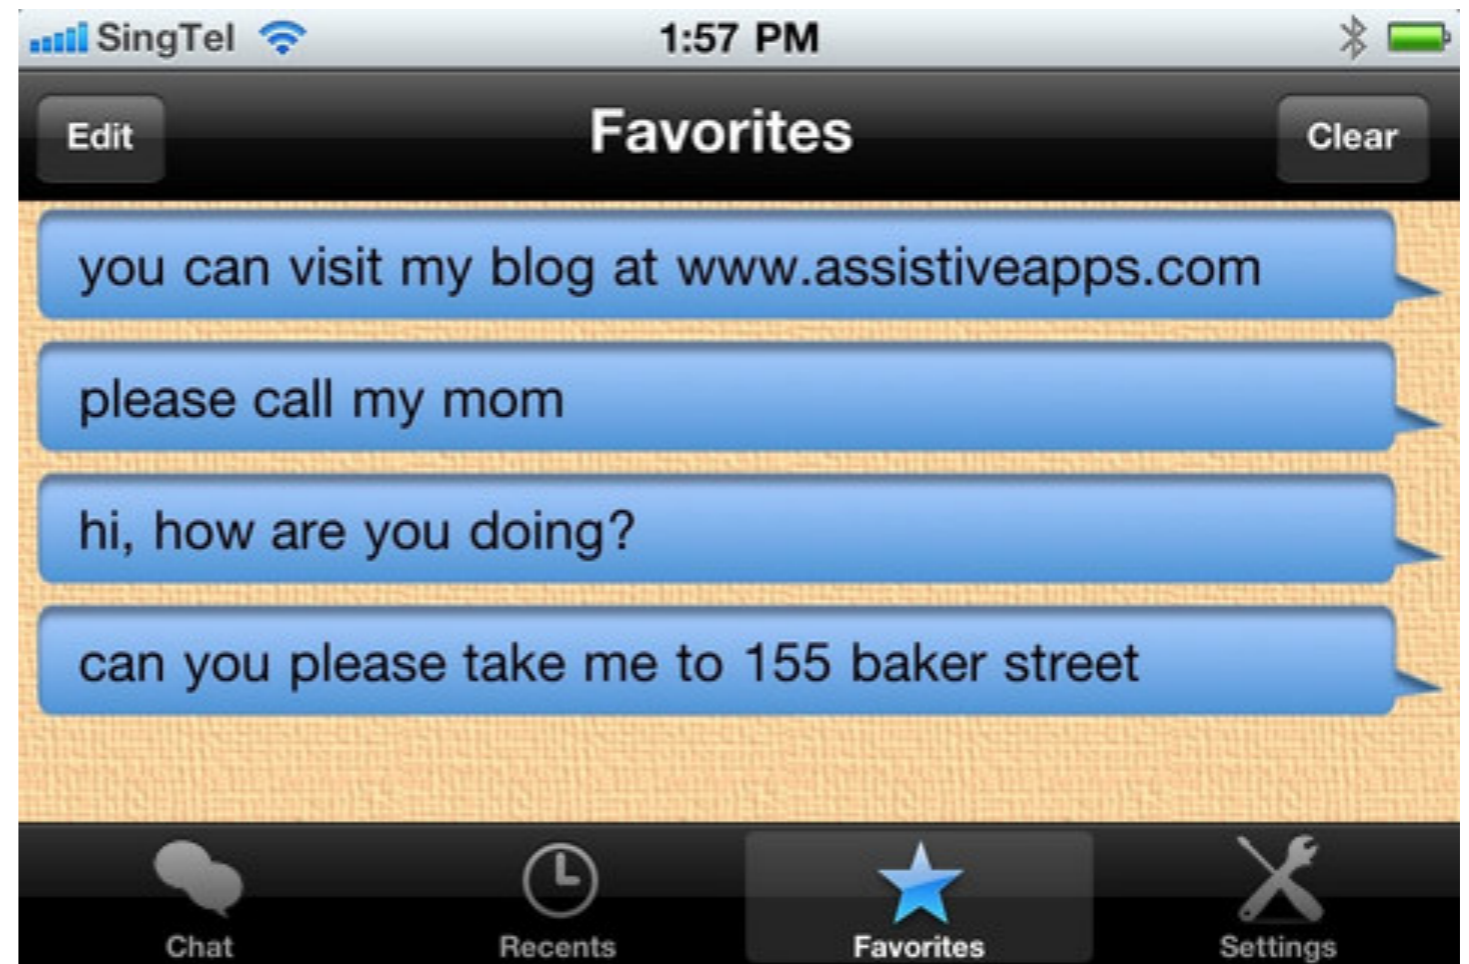 SingTel 1:57 PM
Edit Favorites Clear
you can visit my blog at www.assistiveapps.com
please call my mom
hi, how are you doing?
can you please take me to 155 baker street
Chat Recents Favorites Settings